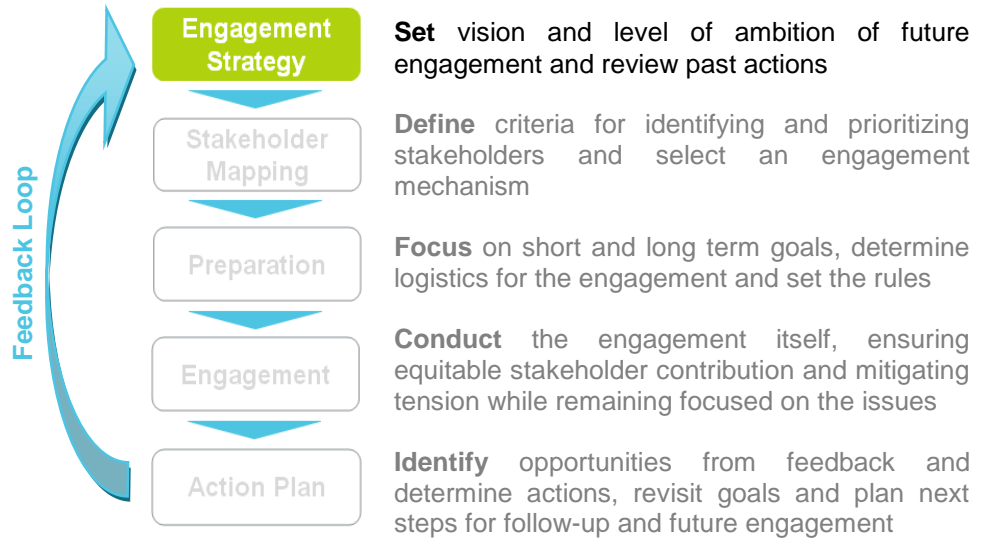 Engagement
Strategy
Set vision and level of ambition of future
engagement and review past actions
Stakeholder
Mapping
Define criteria for identifying and prioritizing
stakeholders and select an engagement
mechanism
Preparation
Focus on short and long term goals, determine
logistics for the engagement and set the rules
Engagement
Conduct the engagement itself, ensuring
equitable stakeholder contribution and mitigating
tension while remaining focused on the issues
Action Plan
Identify opportunities from feedback and
determine actions, revisit goals and plan next
steps for follow-up and future engagement
Feedback Loop